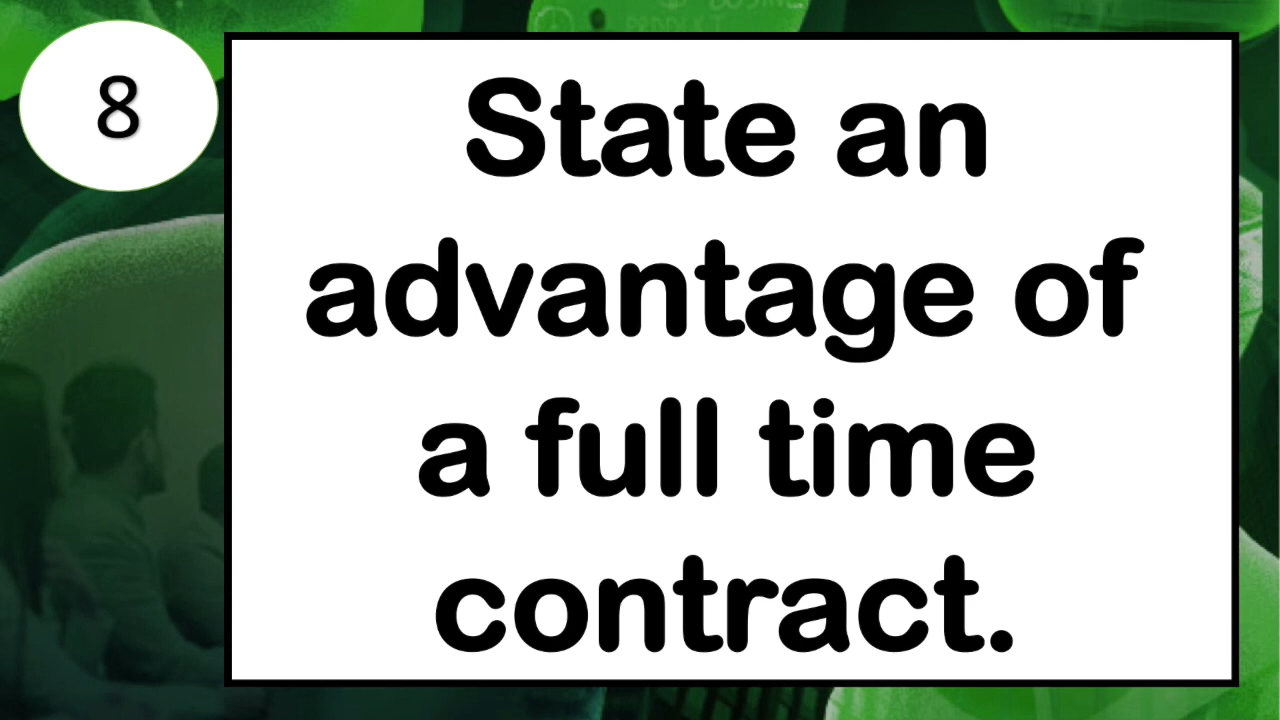 8
State an
advantage of
a full time
contract.